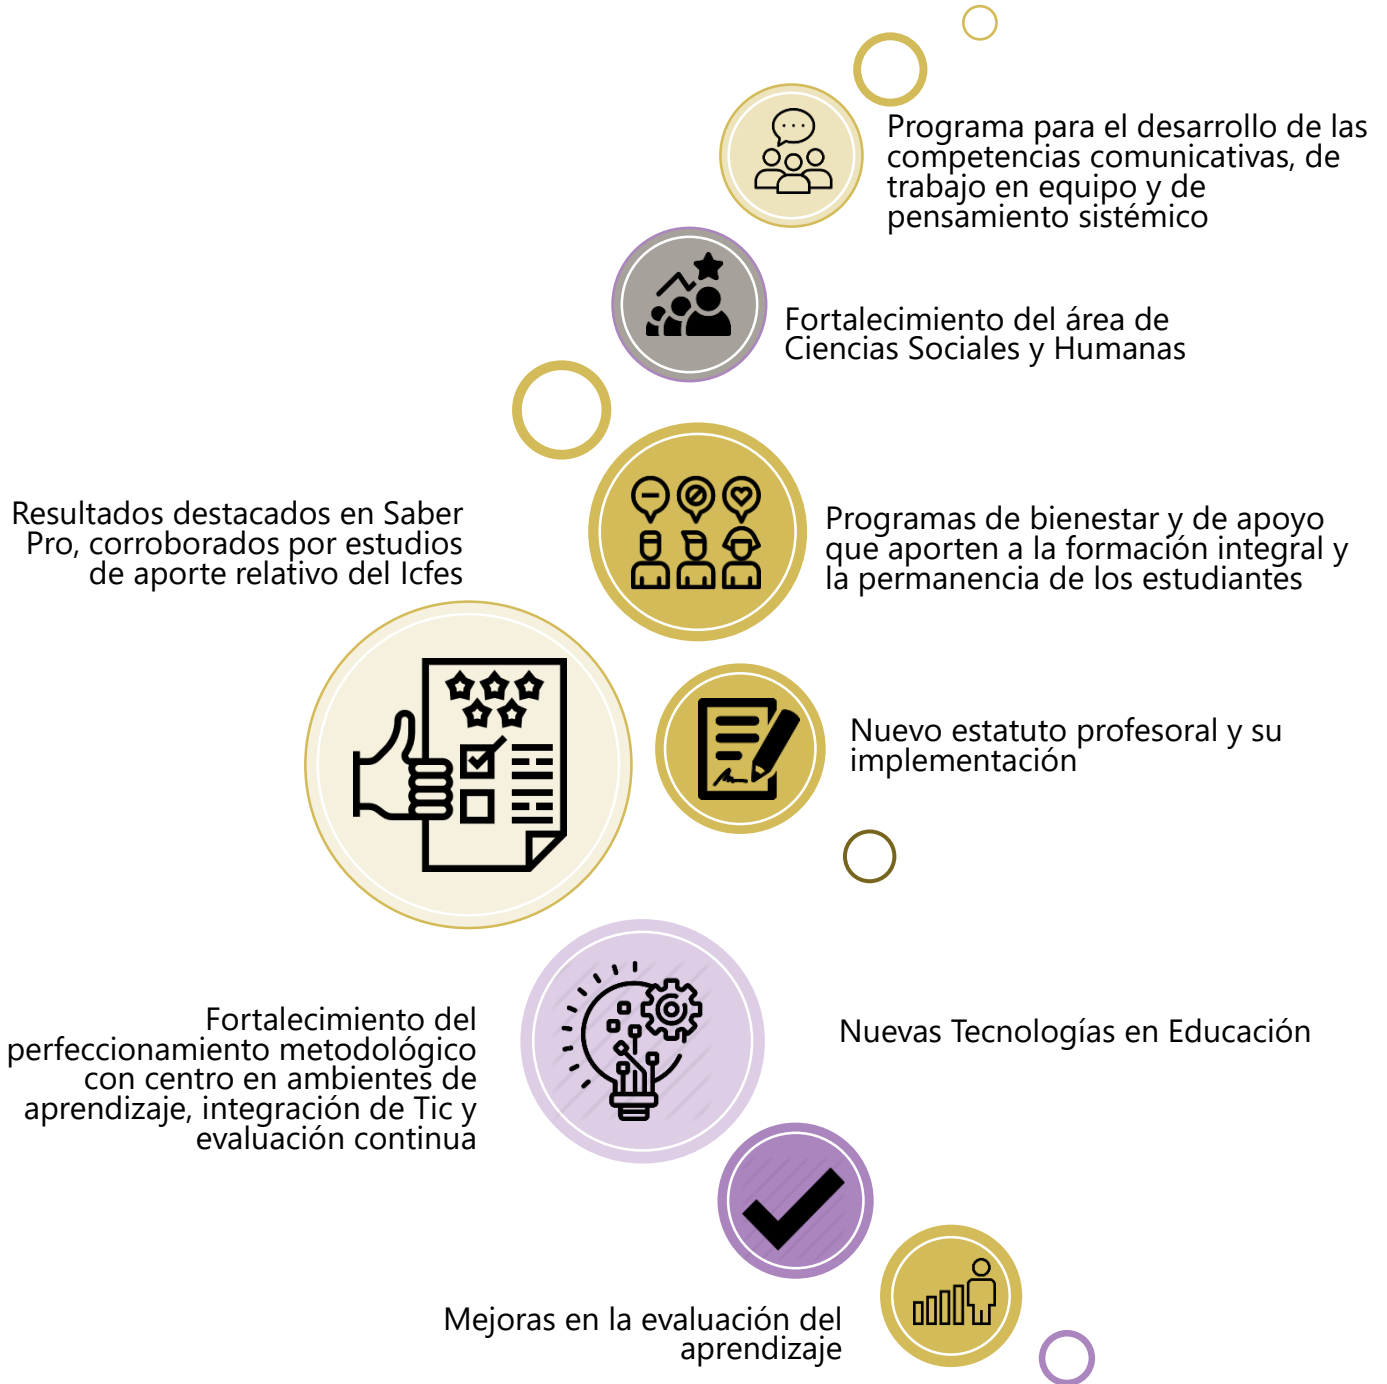 Programa para el desarrollo de las
competencias comunicativas, de
trabajo en equipo y de
pensamiento sistémico
Fortalecimiento del área de
Ciencias Sociales y Humanas
Resultados destacados en Saber
Pro, corroborados por estudios
de aporte relativo del Icfes
Programas de bienestar y de apoyo
que aporten a la formación integral y
la permanencia de los estudiantes
Nuevo estatuto profesoral y su
implementación
Fortalecimiento del
perfeccionamiento metodológico
con centro en ambientes de
aprendizaje, integración de Tic y
evaluación continua
Nuevas Tecnologías en Educación
Mejoras en la evaluación del
aprendizaje